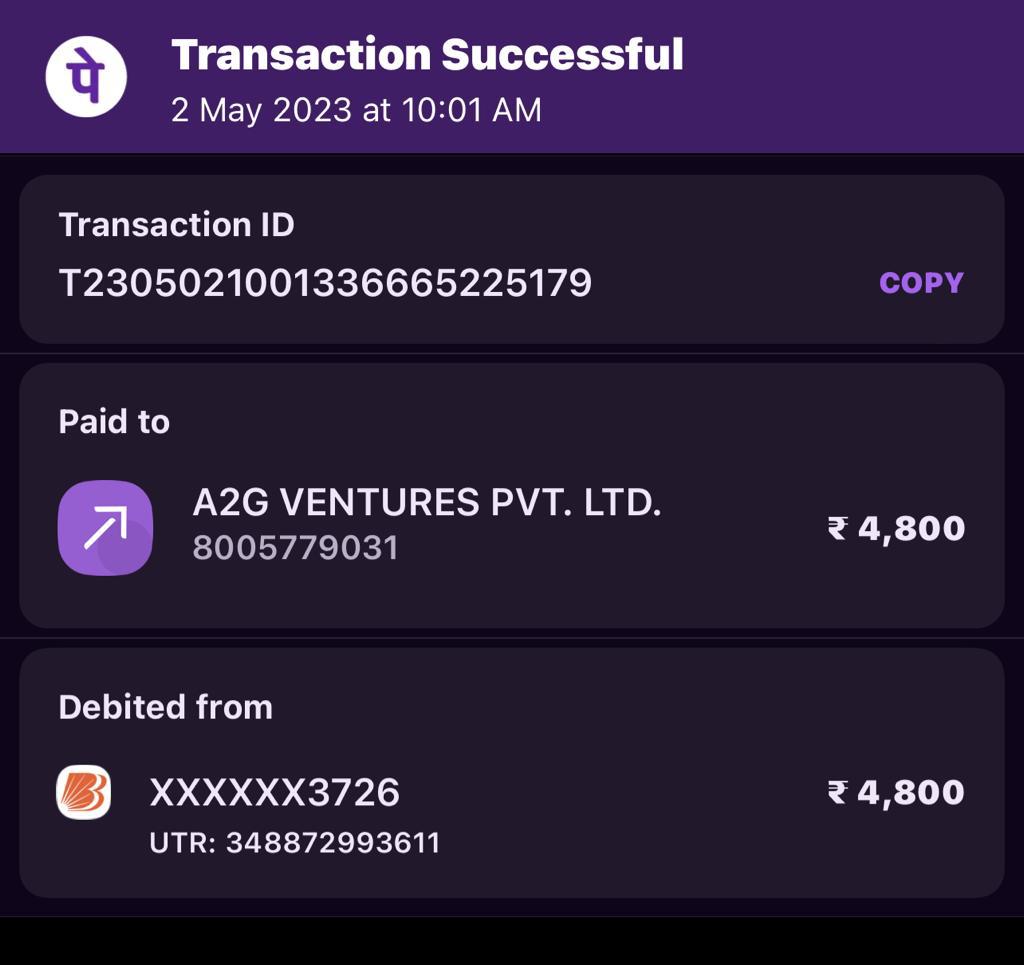 पे
Transaction Successful
2 May 2023 at 10:01 AM
Transaction ID
T2305021001336665225179
COPY
Paid to
A2G VENTURES PVT. LTD.
8005779031
₹ 4,800
Debited from
XXXXXX3726
₹ 4,800
UTR: 348872993611